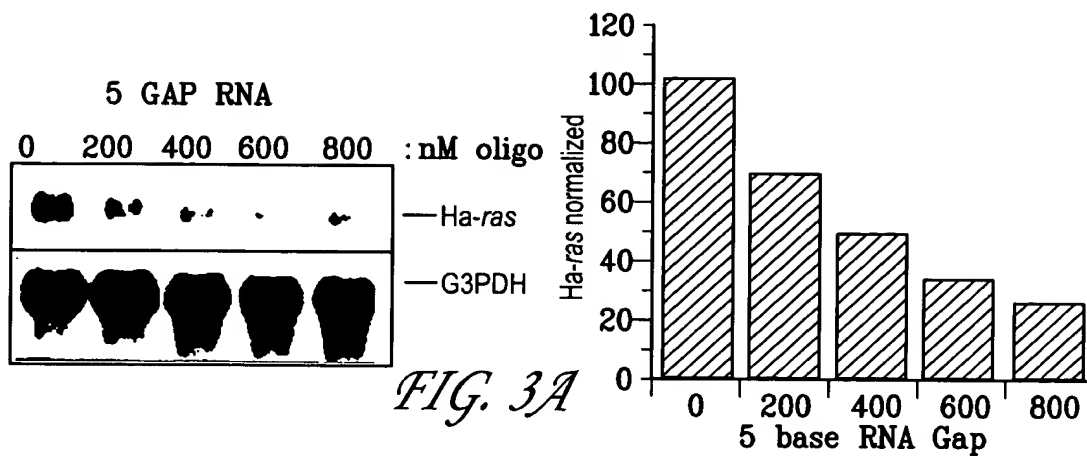 5 GAP RNA
0 200 400 600 800 :nM oligo
Ha-ras
G3PDH
FIG. 3A
120
100
80
60
40
20
0
Ha-ras normalized
0 200 400 600 800
5 base RNA Gap